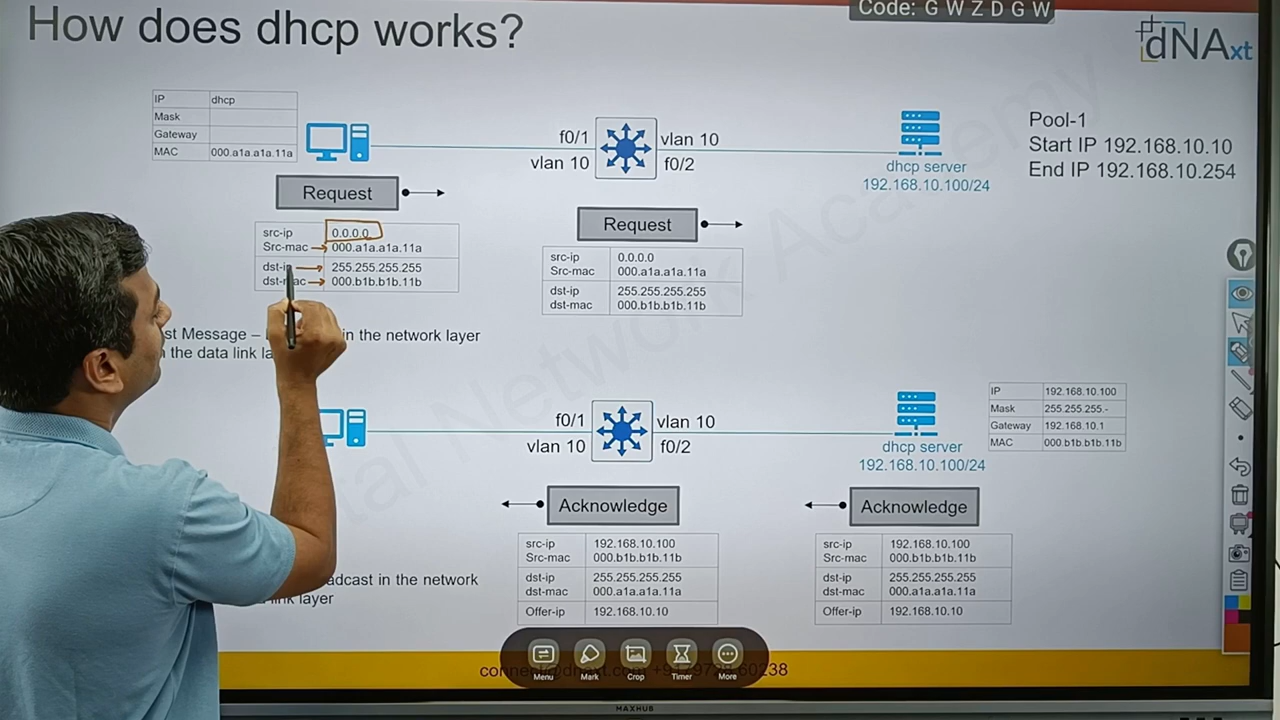 How does dhcp works?
Code: G W Z D G W
dNAxt
IP dhcp
Mask
Gateway
MAC 000.a1a.a1a.11a
f0/1
vlan 10
vlan 10
f0/2
dhcp server
192.168.10.100/24
Pool-1
Start IP 192.168.10.10
End IP 192.168.10.254
Request
src-ip 0.0.0.0
Src-mac 000.a1a.a1a.11a
dst-ip 255.255.255.255
dst-mac 000.b1b.b1b.11b
Request
src-ip 0.0.0.0
Src-mac 000.a1a.a1a.11a
dst-ip 255.255.255.255
dst-mac 000.b1b.b1b.11b
st Message – in the network layer
the data link la
f0/1
vlan 10
vlan 10
f0/2
dhcp server
192.168.10.100/24
IP 192.168.10.100
Mask 255.255.255.-
Gateway 192.168.10.1
MAC 000.b1b.b1b.11b
Acknowledge
src-ip 192.168.10.100
Src-mac 000.b1b.b1b.11b
dst-ip 255.255.255.255
dst-mac 000.a1a.a1a.11a
Offer-ip 192.168.10.10
Acknowledge
src-ip 192.168.10.100
Src-mac 000.b1b.b1b.11b
dst-ip 255.255.255.255
dst-mac 000.a1a.a1a.11a
Offer-ip 192.168.10.10
adcast in the network
link layer
Network Academy
Menu Mark Crop Timer More
MAXHUB